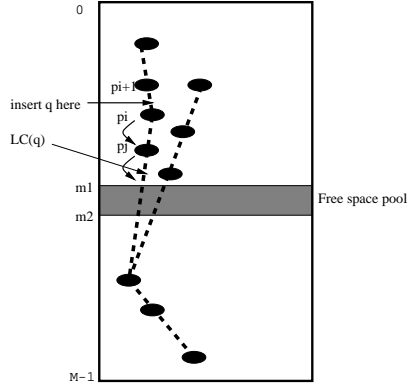 0
pi+1
insert q here
pi
LC(q)
pj
m1
Free space pool
m2
M-1